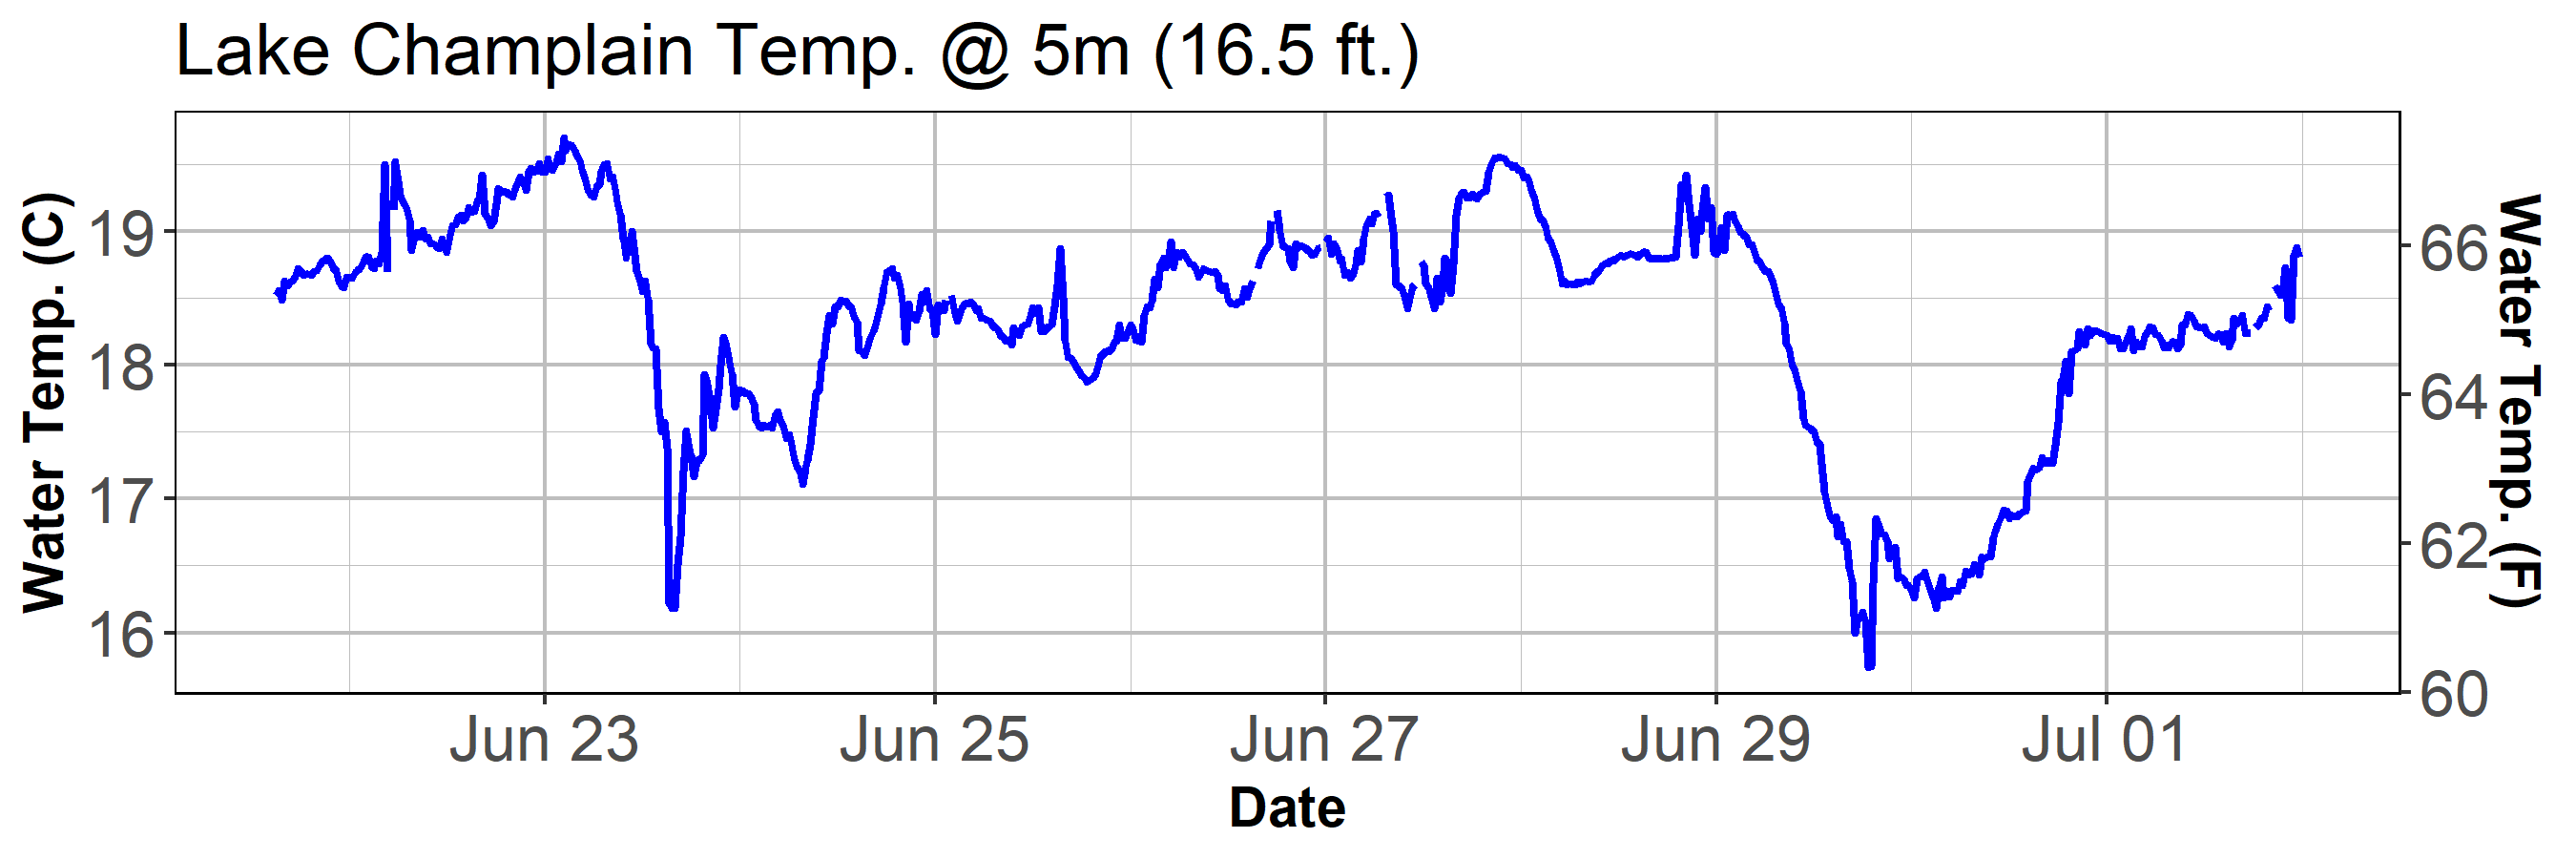 Lake Champlain Temp. @ 5m (16.5 ft.)
Water Temp. (C)
19
18
17
16
66
64
62
60
Water Temp. (F)
Jun 23
Jun 25
Jun 27
Jun 29
Jul 01
Date